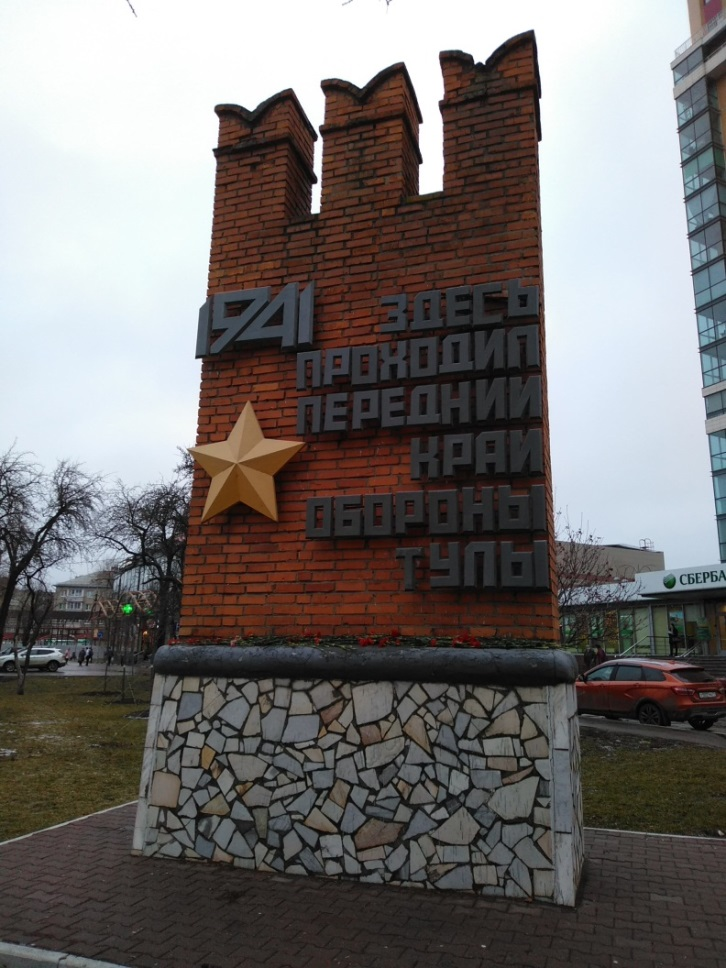 1941 ЗДЕСЬ
ПРОХОДИЛ
ПЕРЕДНИЙ
КРАЙ
ОБОРОНЫ
ТУЛЫ
СБЕРБА